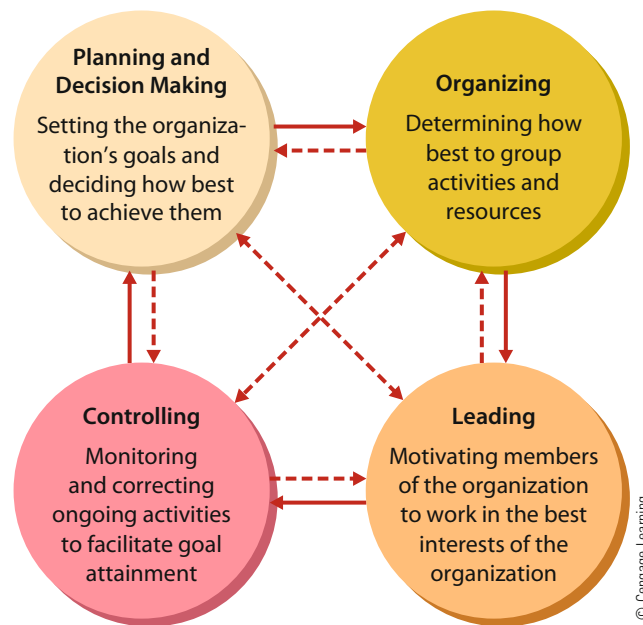 Planning and
Decision Making
Setting the organiza-
tion's goals and
deciding how best
to achieve them
Organizing
Determining how
best to group
activities and
resources
Controlling
Monitoring
and correcting
ongoing activities
to facilitate goal
attainment
Leading
Motivating members
of the organization
to work in the best
interests of the
organization
© Cengage Learning